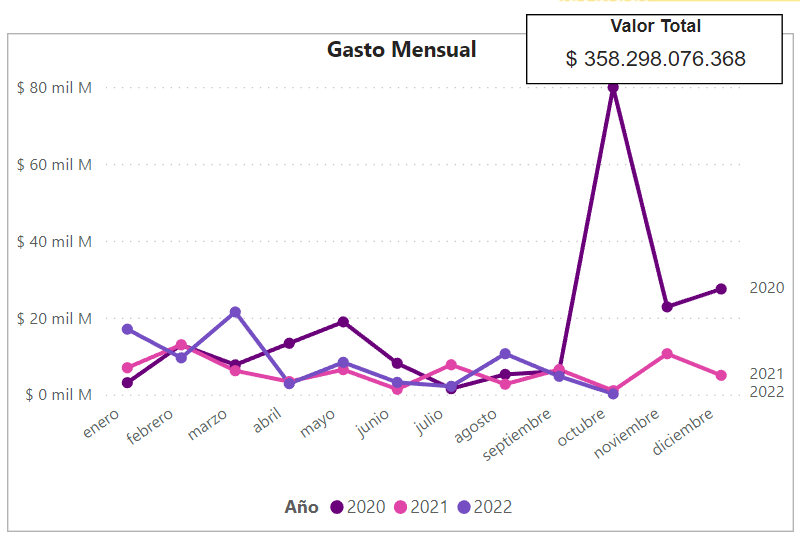 Valor Total
$ 358.298.076.368
Gasto Mensual
$ 80 mil M
$ 60 mil M
$ 40 mil M
$ 20 mil M
$ 0 mil M
2020
2021
2022
enero
febrero
marzo
abril
mayo
junio
julio
agosto
septiembre
octubre
noviembre
diciembre
Año 2020 2021 2022